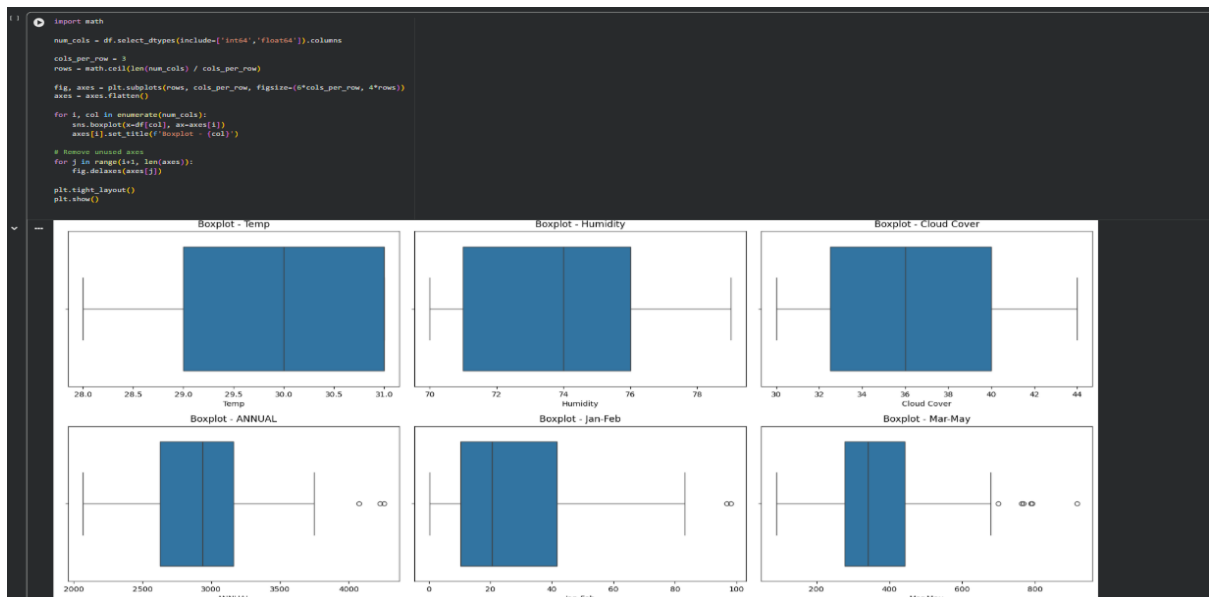 [ ]
import math
num_cols = df.select_dtypes(include=['int64','float64']).columns
cols_per_row = 3
rows = math.ceil(len(num_cols) / cols_per_row)
fig, axes = plt.subplots(rows, cols_per_row, figsize=(6*cols_per_row, 4*rows))
axes = axes.flatten()
for i, col in enumerate(num_cols):
sns.boxplot(x=df[col], ax=axes[i])
axes[i].set_title(f'Boxplot - {col}')
# Remove unused axes
for j in range(i+1, len(axes)):
fig.delaxes(axes[j])
plt.tight_layout()
plt.show()
Boxplot - Temp
28.0 28.5 29.0 29.5 30.0 30.5 31.0
Temp
Boxplot - Humidity
70 72 74 76 78
Humidity
Boxplot - Cloud Cover
30 32 34 36 38 40 42 44
Cloud Cover
Boxplot - ANNUAL
2000 2500 3000 3500 4000
Boxplot - Jan-Feb
0 20 40 60 80 100
Boxplot - Mar-May
200 400 600 800